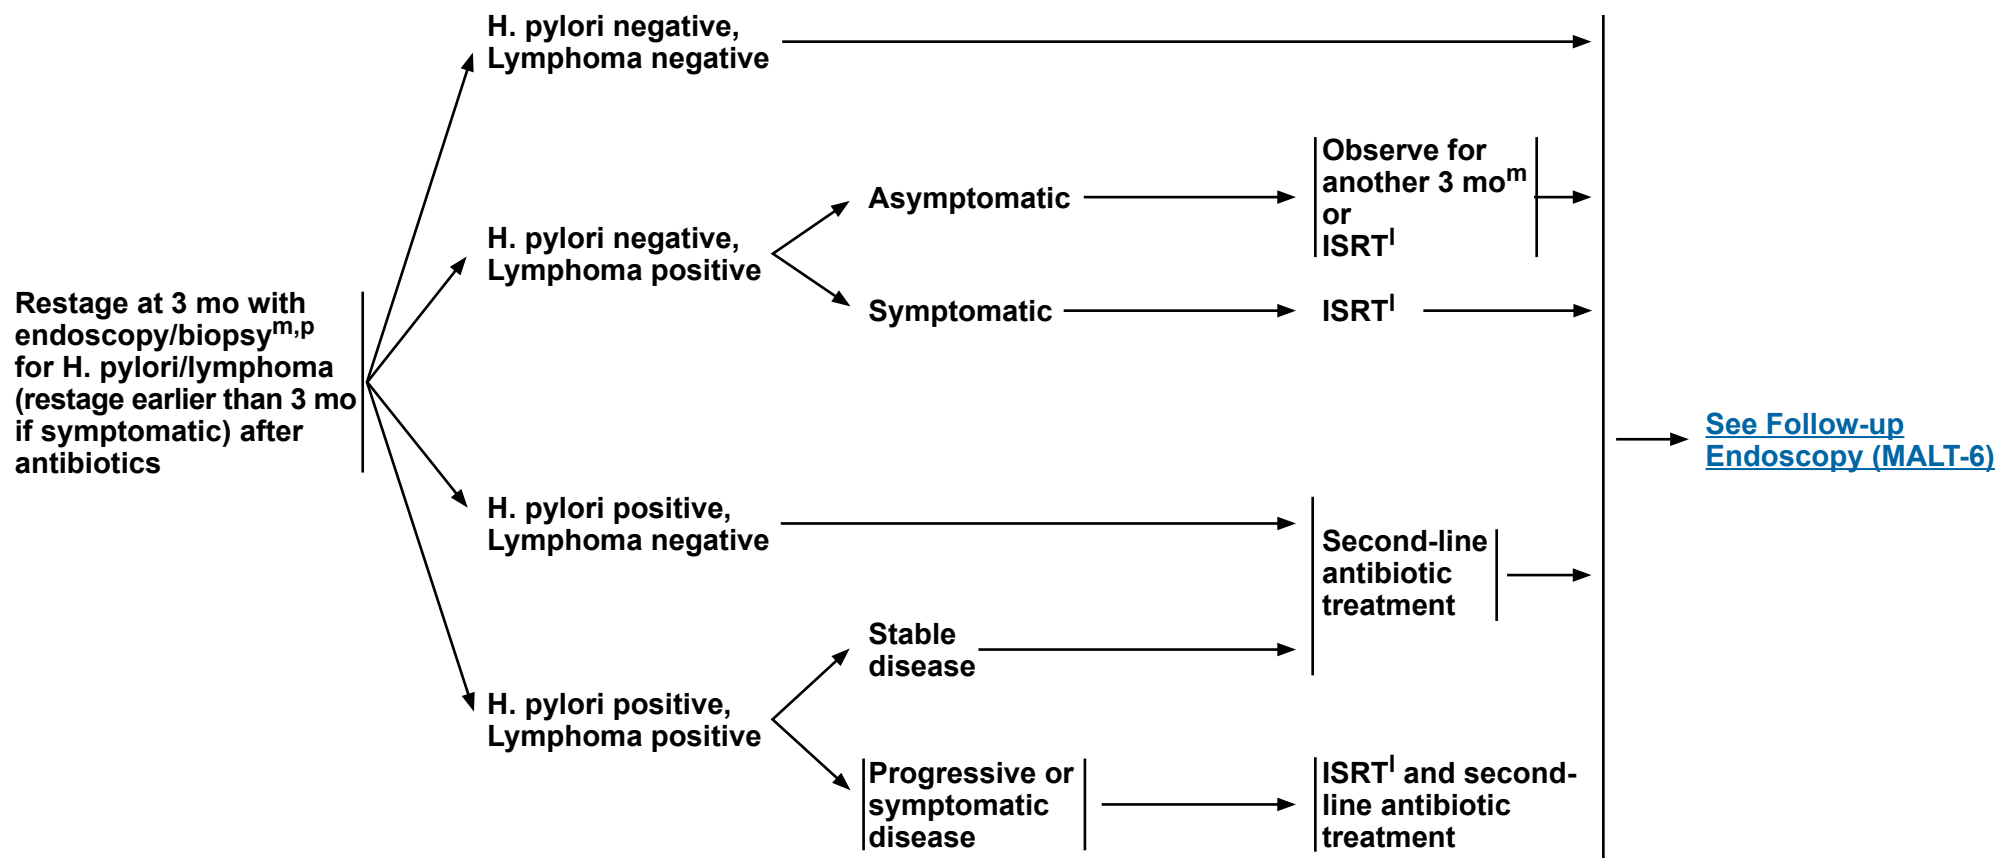 Restage at 3 mo with
endoscopy/biopsym,p
for H. pylori/lymphoma
(restage earlier than 3 mo
if symptomatic) after
antibiotics
H. pylori negative,
Lymphoma negative
H. pylori negative,
Lymphoma positive
Asymptomatic
Observe for
another 3 mom
or
ISRTl
Symptomatic
ISRTl
H. pylori positive,
Lymphoma negative
Second-line
antibiotic
treatment
H. pylori positive,
Lymphoma positive
Stable
disease
Progressive or
symptomatic
disease
ISRTl and second-
line antibiotic
treatment
See Follow-up
Endoscopy (MALT-6)